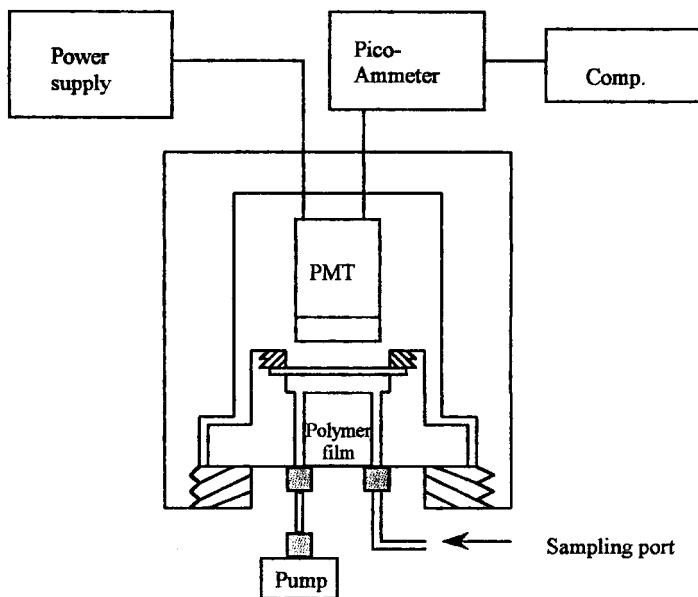 Power
supply
Pico-
Ammeter
Comp.
PMT
Polymer
film
Sampling port
Pump